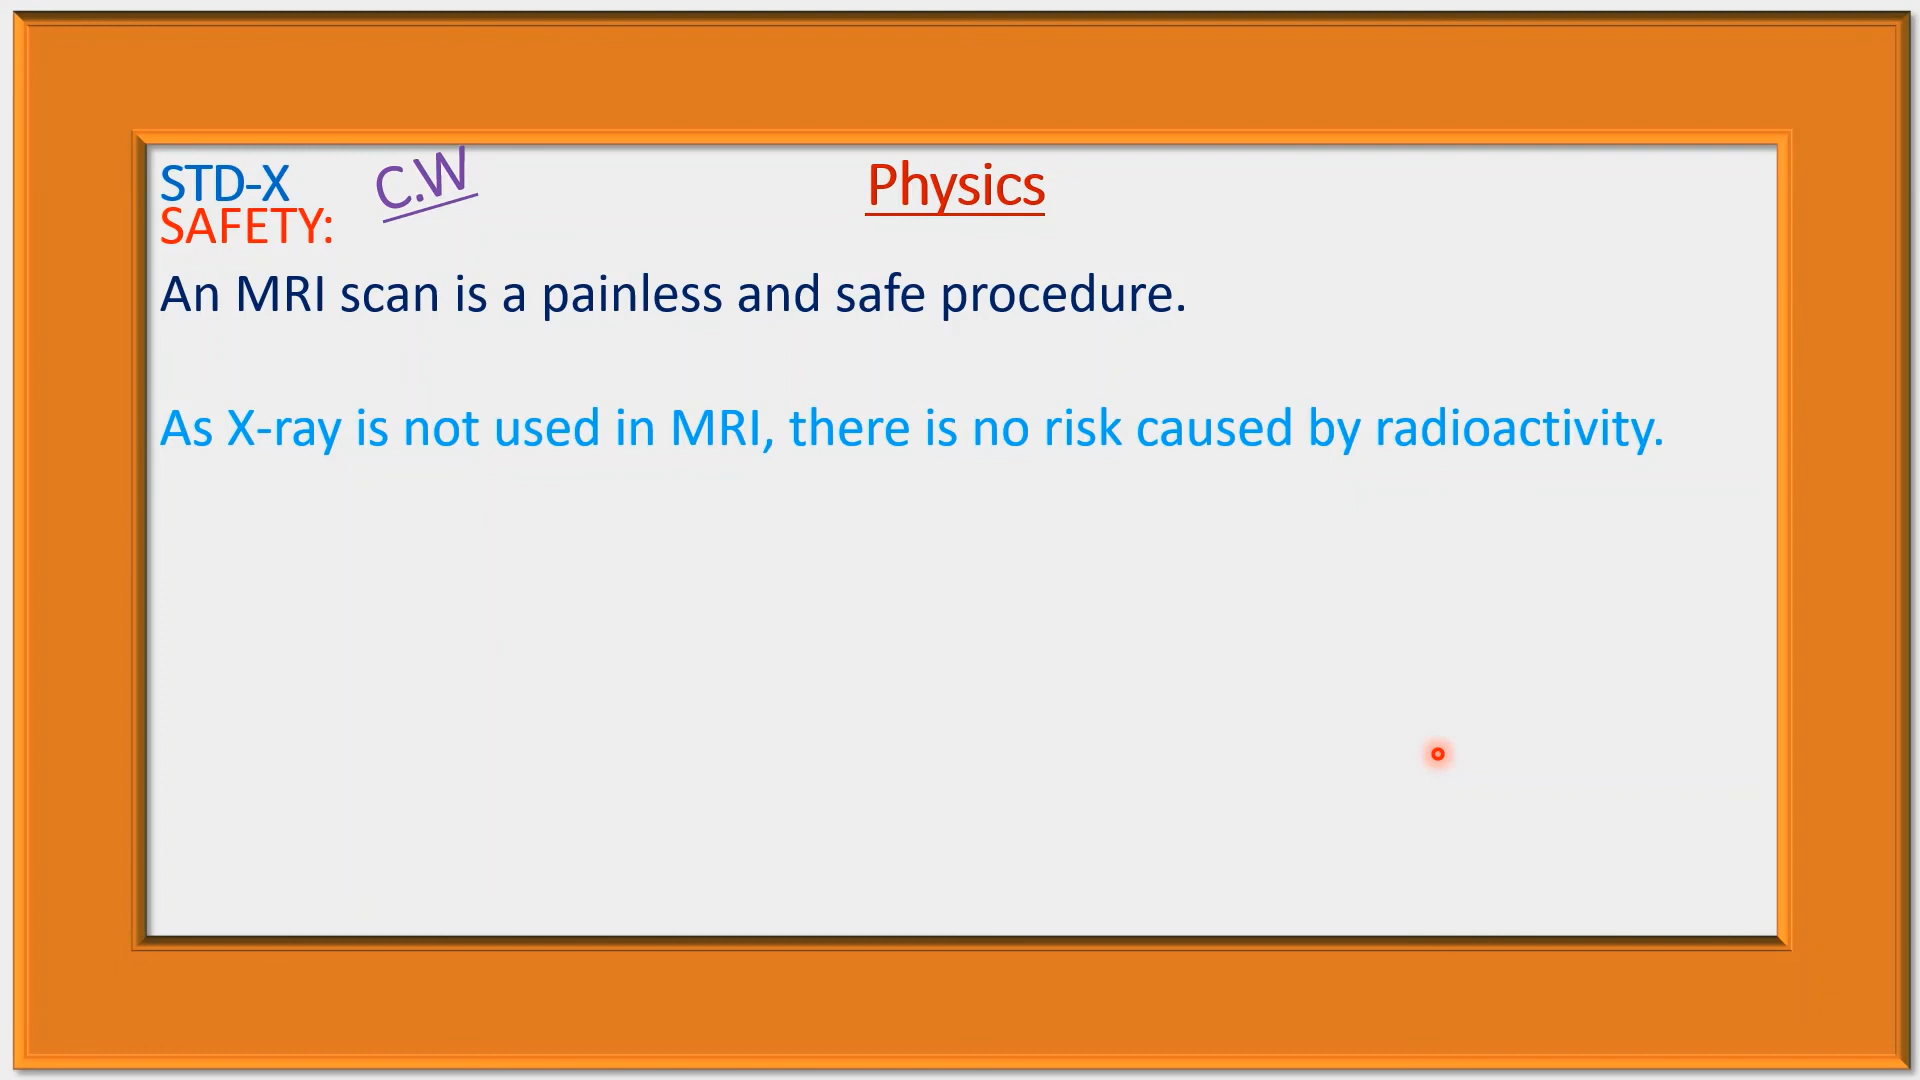 STD-X C.W Physics
SAFETY:
An MRI scan is a painless and safe procedure.
As X-ray is not used in MRI, there is no risk caused by radioactivity.